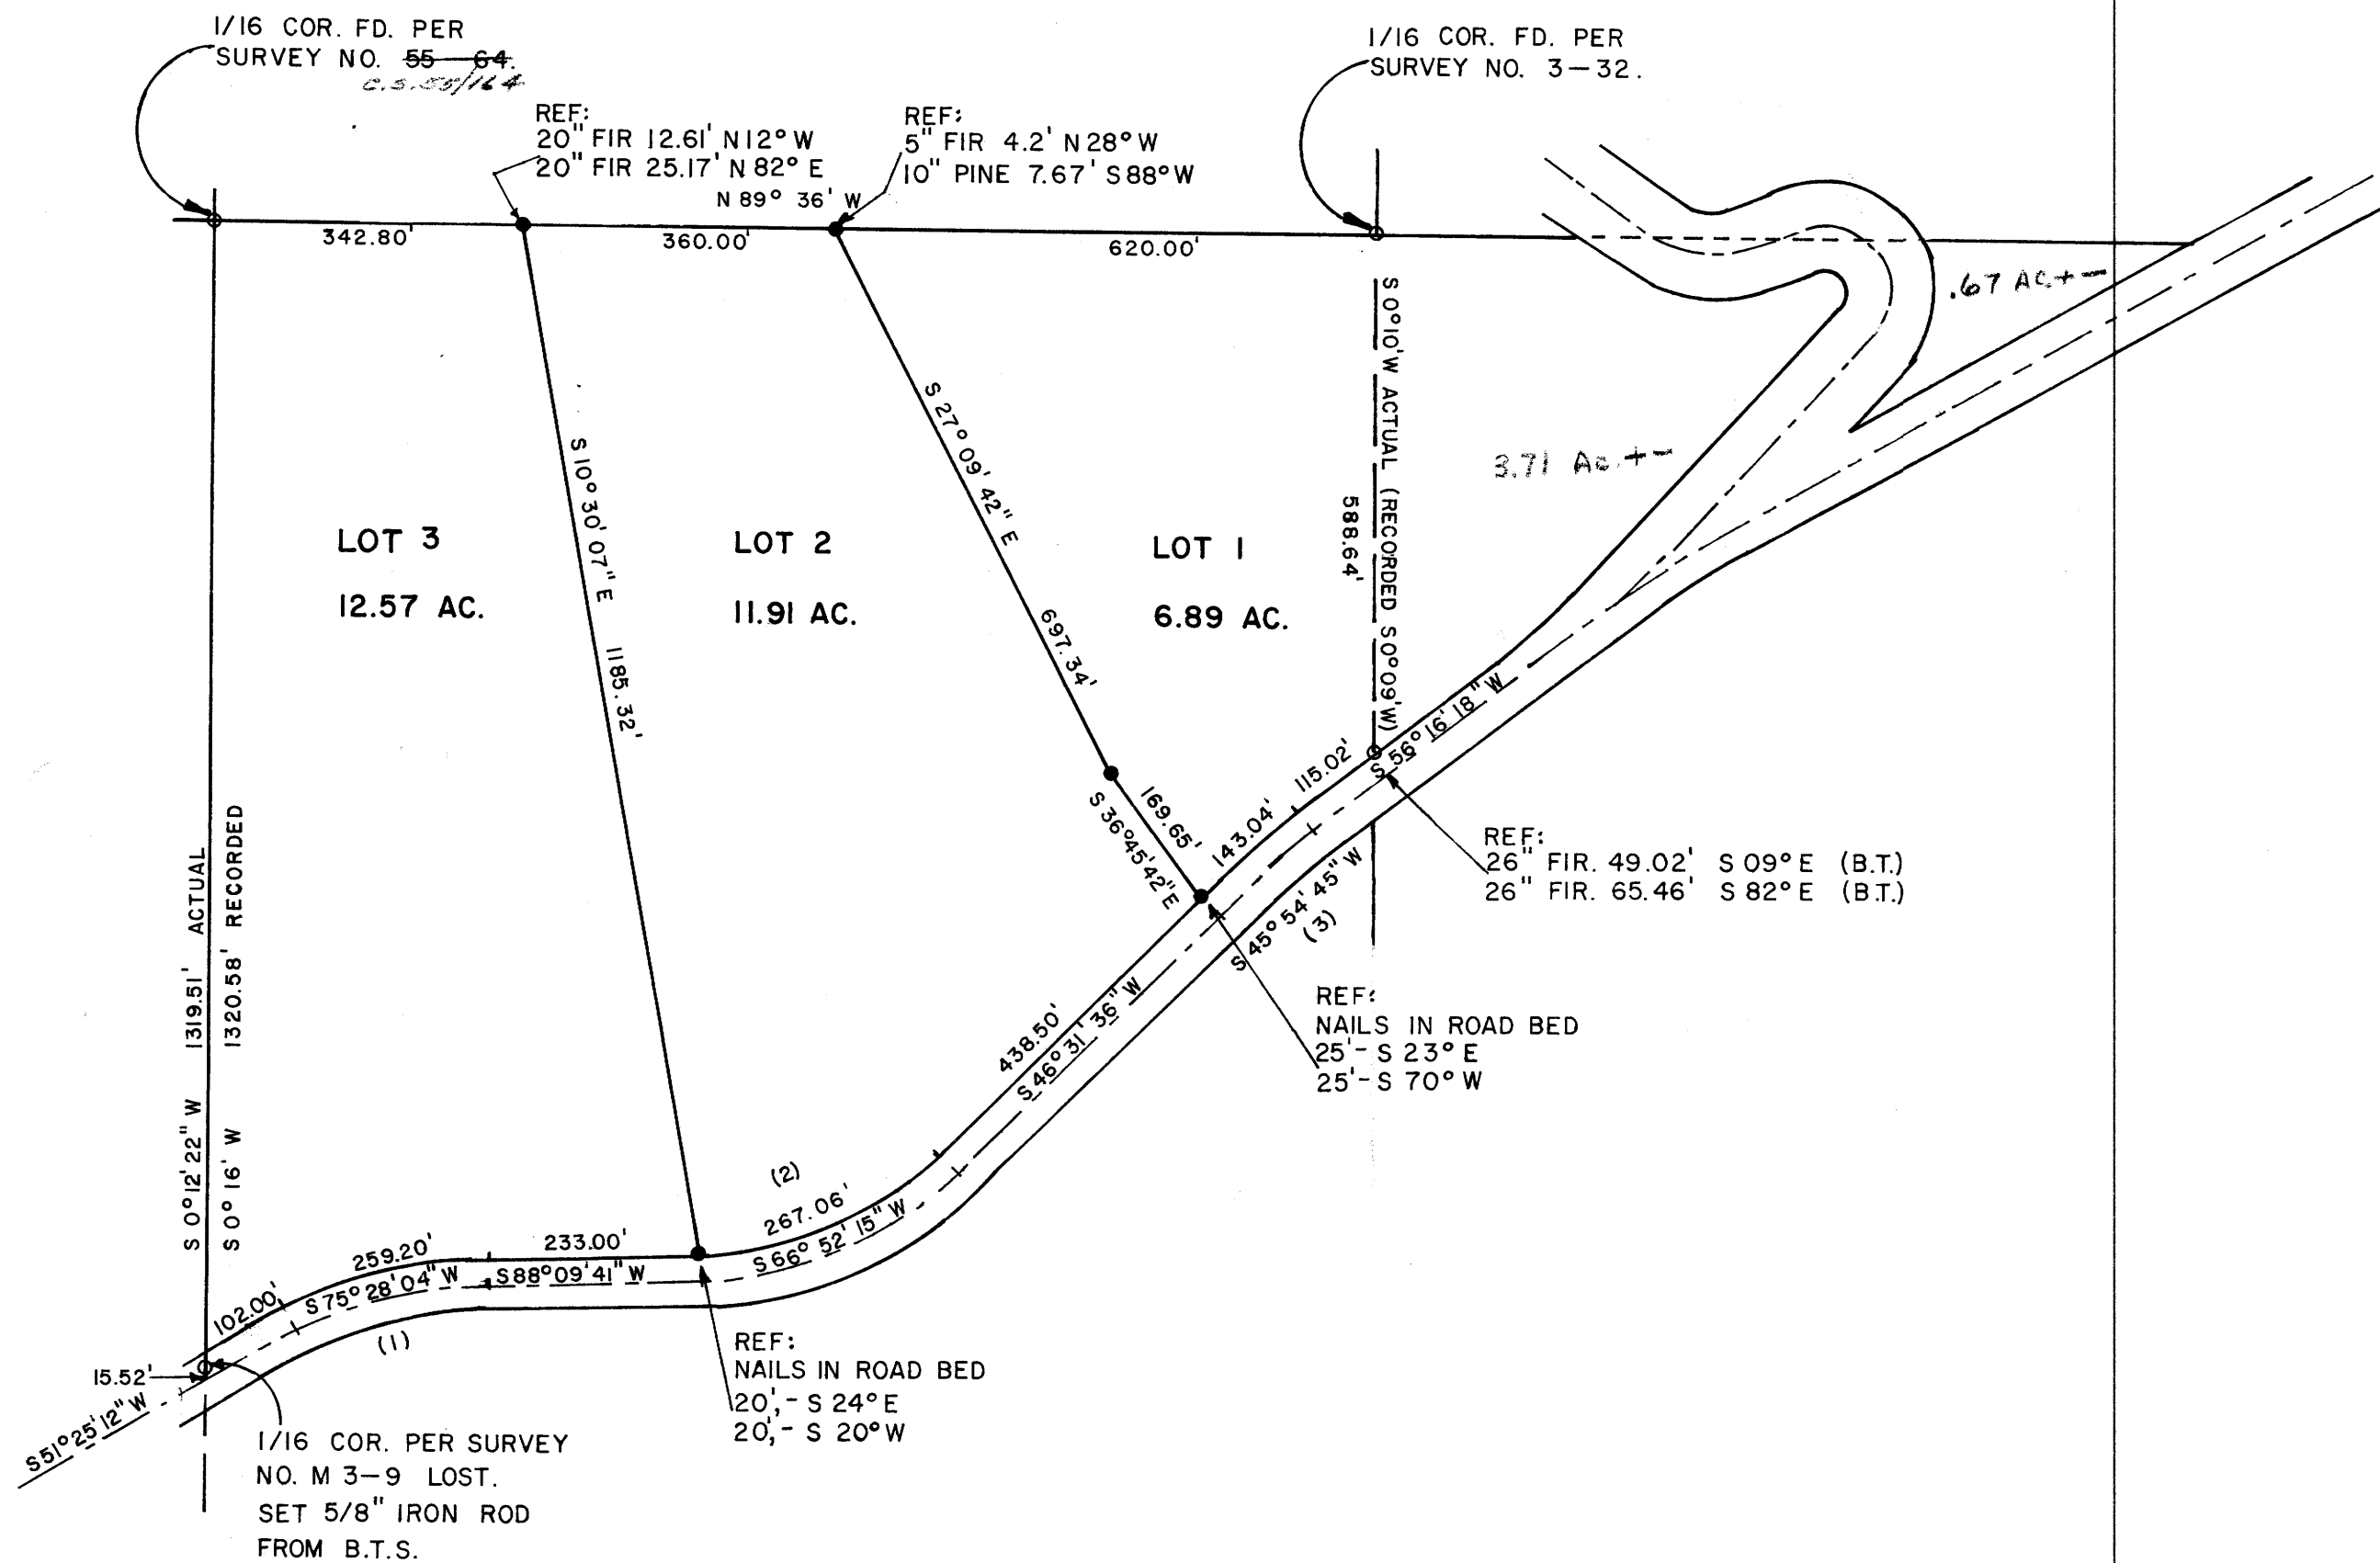 1/16 COR. FD. PER
SURVEY NO. 55-64.
C.S. 55/164
1/16 COR. FD. PER
SURVEY NO. 3-32.
REF:
20" FIR 12.61' N 12° W
20" FIR 25.17' N 82° E
REF:
5" FIR 4.2' N 28° W
10" PINE 7.67' S 88° W
N 89° 36' W
342.80'
360.00'
620.00'
.67 AC.+-
3.71 AC.+-
S 0°10' W ACTUAL (RECORDED S 0° 09' W)
588.64'
S 27° 09' 42" E
697.34'
S 10° 30' 07" E 1185.32'
LOT 3
12.57 AC.
LOT 2
11.91 AC.
LOT 1
6.89 AC.
S 56° 16' 18" W
115.02'
143.04'
169.65'
S 36° 45' 42" E
S 45° 54' 45" W
(3)
REF:
26" FIR. 49.02' S 09° E (B.T.)
26" FIR. 65.46' S 82° E (B.T.)
REF:
NAILS IN ROAD BED
25'- S 23° E
25'- S 70° W
S 0° 12' 22" W 1319.51' ACTUAL
S 0° 16' W 1320.58' RECORDED
438.50'
S 46° 31' 36" W
(2)
267.06'
S 66° 52' 15" W
233.00'
S 88° 09' 41" W
259.20'
S 75° 28' 04" W
(1)
102.00'
15.52'
S 51° 25' 12" W
REF:
NAILS IN ROAD BED
20',- S 24° E
20',- S 20° W
1/16 COR. PER SURVEY
NO. M 3-9 LOST.
SET 5/8" IRON ROD
FROM B.T.S.